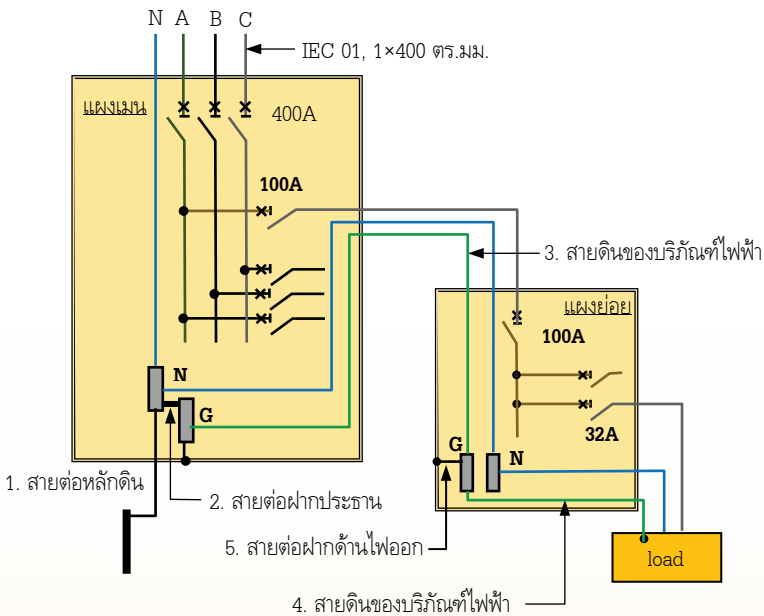 N A B C
IEC 01, 1×400 ตร.มม.
แผงเมน
400A
100A
3. สายดินของบริภัณฑ์ไฟฟ้า
แผงย่อย
100A
N
G
32A
G
N
1. สายต่อหลักดิน
2. สายต่อฝากประธาน
5. สายต่อฝากด้านไฟออก
load
4. สายดินของบริภัณฑ์ไฟฟ้า